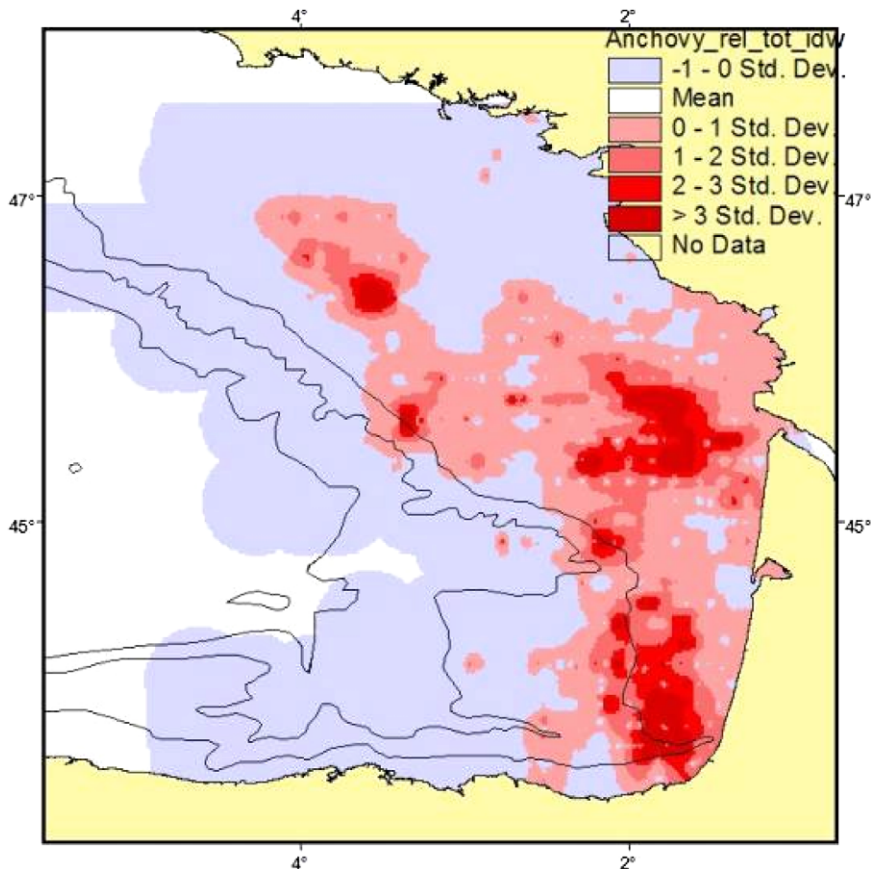 4° 2°
Anchovy_rel_tot_idw
-1 - 0 Std. Dev.
Mean
0 - 1 Std. Dev.
1 - 2 Std. Dev.
47° 2 - 3 Std. Dev. 47°
> 3 Std. Dev.
No Data
45° 45°
4° 2°